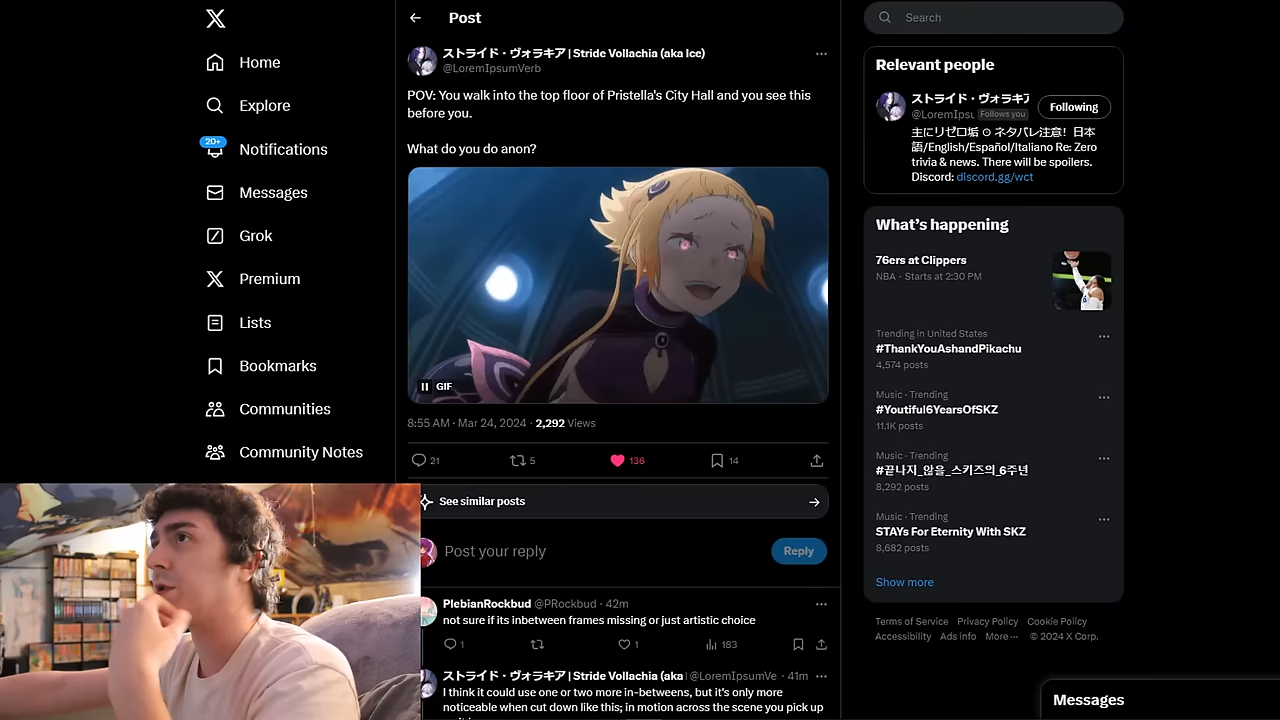 Home
Explore
20+
Notifications
Messages
Grok
Premium
Lists
Bookmarks
Communities
Community Notes
Post
ストライド・ヴォラキア | Stride Vollachia (aka Ice)
@LoremIpsumVerb
POV: You walk into the top floor of Pristella's City Hall and you see this
before you.
What do you do anon?
GIF
8:55 AM · Mar 24, 2024 · 2,292 Views
21
5
136
14
See similar posts
Post your reply
Reply
PlebianRockbud @PRockbud · 42m
not sure if its inbetween frames missing or just artistic choice
1
1
183
ストライド・ヴォラキア | Stride Vollachia (aka @LoremIpsumVe · 41m
I think it could use one or two more in-betweens, but it's only more
noticeable when cut down like this; in motion across the scene you pick up
Search
Relevant people
ストライド・ヴォラキア
@LoremIpsu Follows you
Following
主にリゼロ垢 ⊙ ネタバレ注意! 日本
語/English/Español/Italiano Re: Zero
trivia & news. There will be spoilers.
Discord: discord.gg/wct
What's happening
76ers at Clippers
NBA · Starts at 2:30 PM
Trending in United States
#ThankYouAshandPikachu
4,574 posts
Music · Trending
#Youtiful6YearsOfSKZ
11.1K posts
Music · Trending
#끝나지_않을_스키즈의_6주년
8,292 posts
Music · Trending
STAYs For Eternity With SKZ
8,682 posts
Show more
Terms of Service Privacy Policy Cookie Policy
Accessibility Ads info More ··· © 2024 X Corp.
Messages